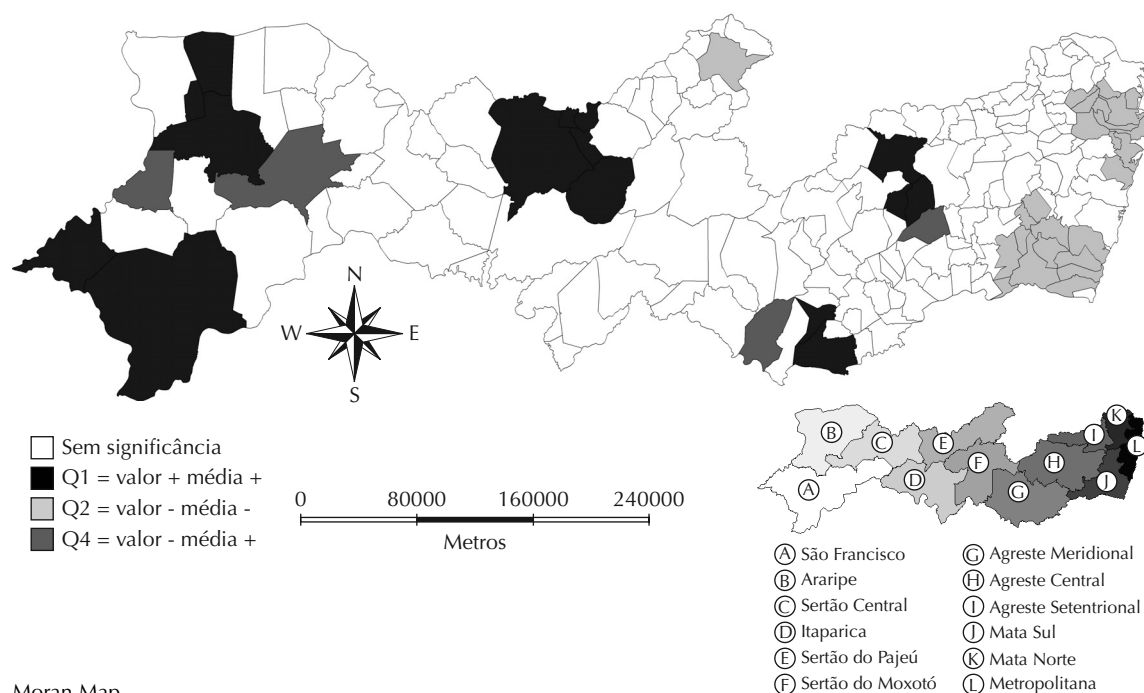 N
W E
S
Sem significância
Q1 = valor + média +
Q2 = valor - média -
Q4 = valor - média +
0 80000 160000 240000
Metros
B
C
E
A
D
F
G
H
I
K
L
J
A São Francisco
B Araripe
C Sertão Central
D Itaparica
E Sertão do Pajeú
F Sertão do Moxotó
G Agreste Meridional
H Agreste Central
I Agreste Setentrional
J Mata Sul
K Mata Norte
L Metropolitana
Moran Map